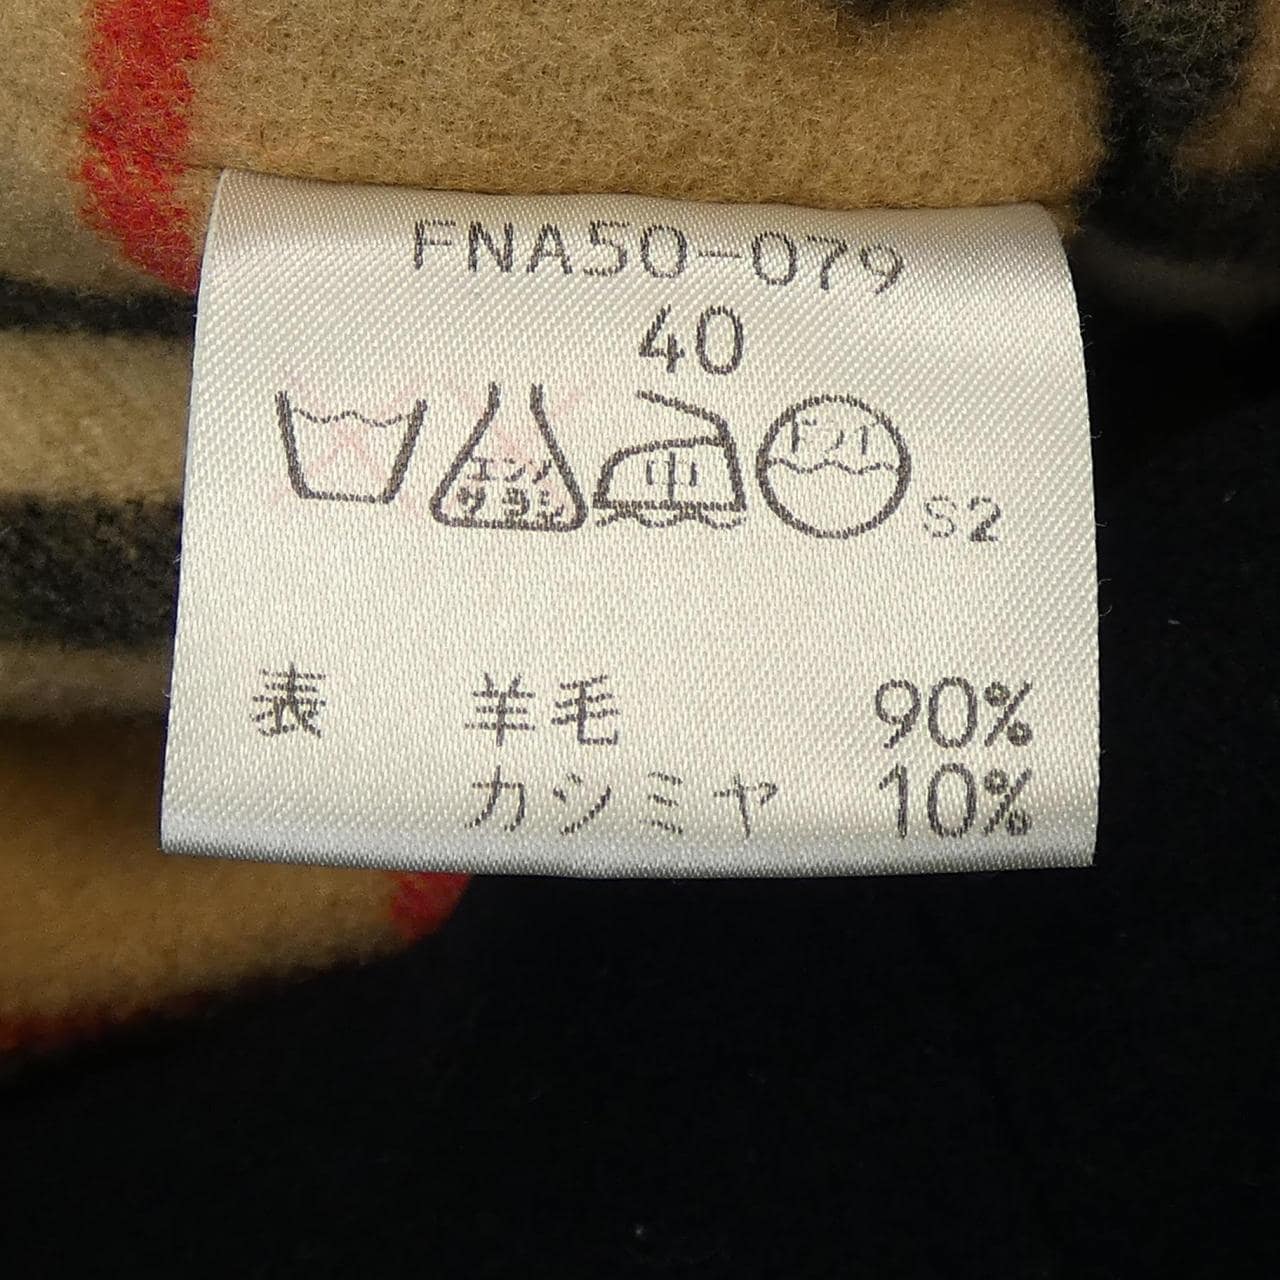 FNA50-079
40
エンソ
サラシ
中
ドライ
S2
表 羊毛 90%
カシミヤ 10%